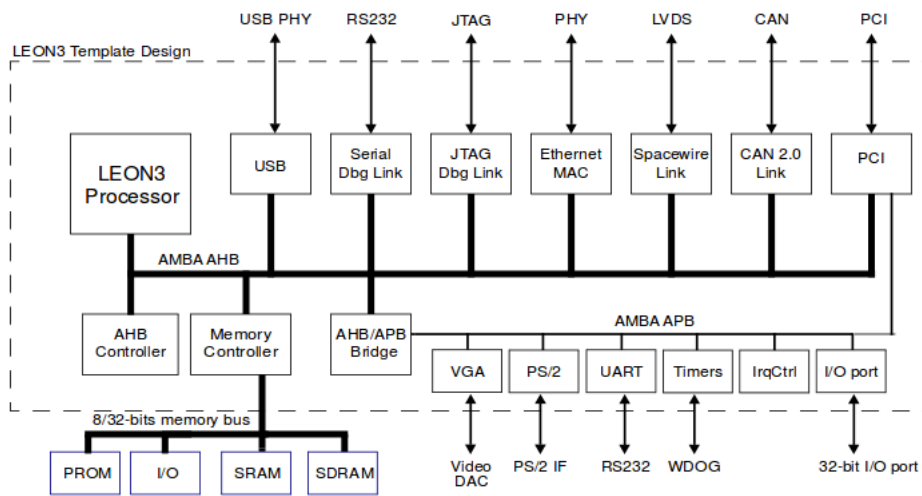 USB PHY RS232 JTAG PHY LVDS CAN PCI
LEON3 Template Design
LEON3
Processor
USB
Serial
Dbg Link
JTAG
Dbg Link
Ethernet
MAC
Spacewire
Link
CAN 2.0
Link
PCI
AMBA AHB
AHB
Controller
Memory
Controller
AHB/APB
Bridge
AMBA APB
VGA PS/2 UART Timers IrqCtrl I/O port
8/32-bits memory bus
PROM I/O SRAM SDRAM
Video
DAC
PS/2 IF RS232 WDOG 32-bit I/O port